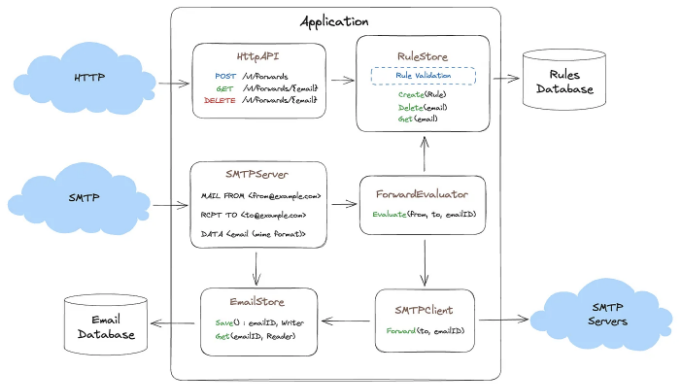 Application
HTTP
HttpAPI
POST /v1/forwards
GET /v1/forwards/{email}
DELETE /v1/forwards/{email}
RuleStore
Rule Validation
Create(Rule)
Delete(email)
Get(email)
Rules
Database
SMTP
SMTPServer
MAIL FROM <from@example.com>
RCPT TO <to@example.com>
DATA <email (mime format)>
ForwardEvaluator
Evaluate(from, to, emailID)
Email
Database
EmailStore
Save() : emailID, Writer
Get(emailID, Reader)
SMTPClient
Forward(to, emailID)
SMTP
Servers